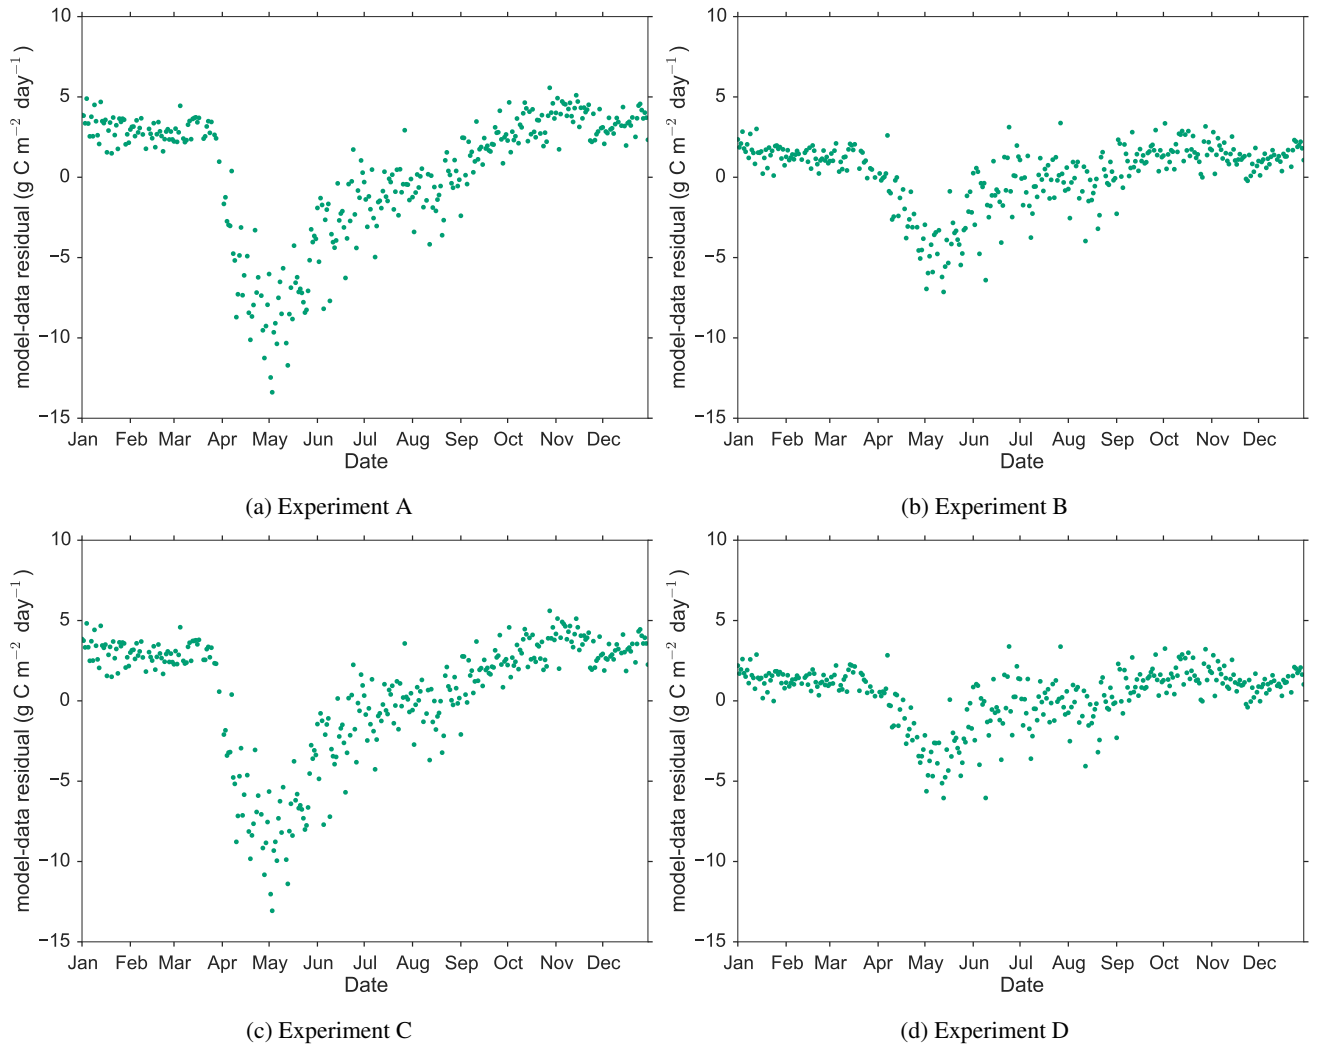 10
5
0
−5
−10
−15
model-data residual (g C m⁻² day⁻¹)
Jan Feb Mar Apr May Jun Jul Aug Sep Oct Nov Dec
Date
(a) Experiment A
10
5
0
−5
−10
−15
model-data residual (g C m⁻² day⁻¹)
Jan Feb Mar Apr May Jun Jul Aug Sep Oct Nov Dec
Date
(b) Experiment B
10
5
0
−5
−10
−15
model-data residual (g C m⁻² day⁻¹)
Jan Feb Mar Apr May Jun Jul Aug Sep Oct Nov Dec
Date
(c) Experiment C
10
5
0
−5
−10
−15
model-data residual (g C m⁻² day⁻¹)
Jan Feb Mar Apr May Jun Jul Aug Sep Oct Nov Dec
Date
(d) Experiment D